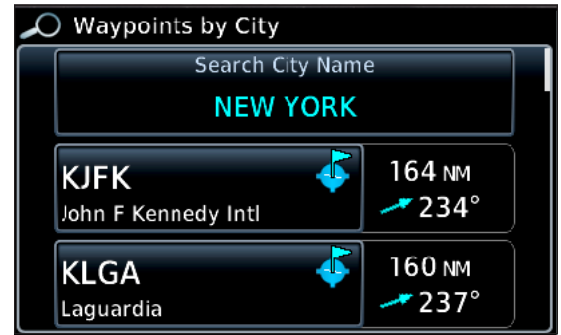 Waypoints by City
Search City Name
NEW YORK
KJFK
John F Kennedy Intl
164 NM
234°
KLGA
Laguardia
160 NM
237°